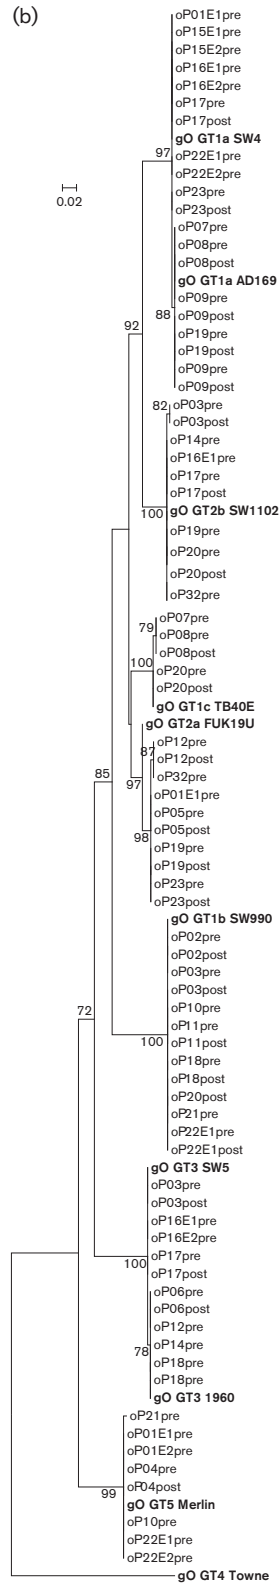 (b)
oP01E1pre
oP15E1pre
oP15E2pre
oP16E1pre
oP16E2pre
oP17pre
oP17post
gO GT1a SW4
97
oP22E1pre
oP22E2pre
0.02
oP23pre
oP23post
oP07pre
oP08pre
oP08post
gO GT1a AD169
oP09pre
88
oP09post
92
oP19pre
oP19post
oP09pre
oP09post
82
oP03pre
oP03post
oP14pre
oP16E1pre
oP17pre
oP17post
100
gO GT2b SW1102
oP19pre
oP20pre
oP20post
oP32pre
oP07pre
79
oP08pre
oP08post
100
oP20pre
oP20post
gO GT1c TB40E
gO GT2a FUK19U
oP12pre
87
oP12post
85
oP32pre
97
oP01E1pre
oP05pre
oP05post
98
oP19pre
oP19post
oP23pre
oP23post
gO GT1b SW990
oP02pre
oP02post
oP03pre
oP03post
72
oP10pre
oP11pre
100
oP11post
oP18pre
oP18post
oP20post
oP21pre
oP22E1pre
oP22E1post
gO GT3 SW5
oP03pre
oP03post
oP16E1pre
oP16E2pre
oP17pre
100
oP17post
oP06pre
oP06post
oP12pre
78
oP14pre
oP18pre
oP18pre
gO GT3 1960
oP21pre
oP01E1pre
oP01E2pre
oP04pre
99
oP04post
gO GT5 Merlin
oP10pre
oP22E1pre
oP22E2pre
gO GT4 Towne